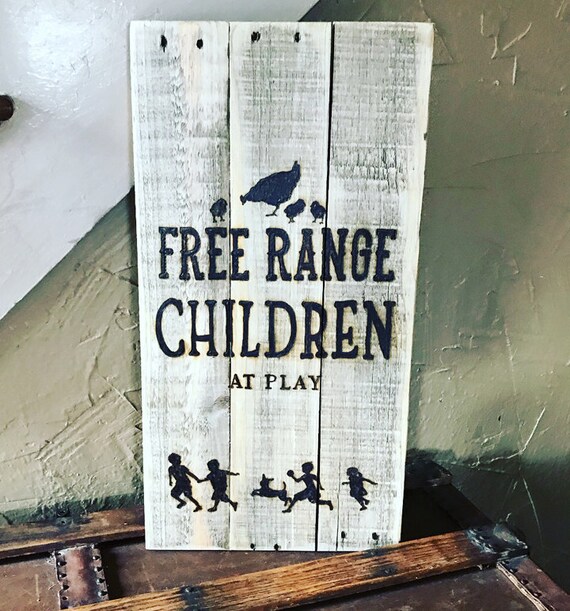 FREE RANGE
CHILDREN
AT PLAY